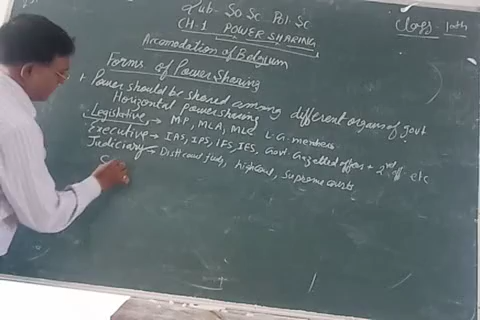 Sub- So Sc. Pol. Sc
Class- 10th
CH-1 POWER SHARING
Accomodation of Belgium
Forms of Power Sharing
+ Power should be shared among different organs of govt
Horizontal power sharing
Legislative → MP, MLA, MLC L.A. members
Executive → IAS, IPS, IFS, IES, Govt. Gazetted officers + 2nd off etc
Judiciary → Distt court judg, highcourt, supreme courts